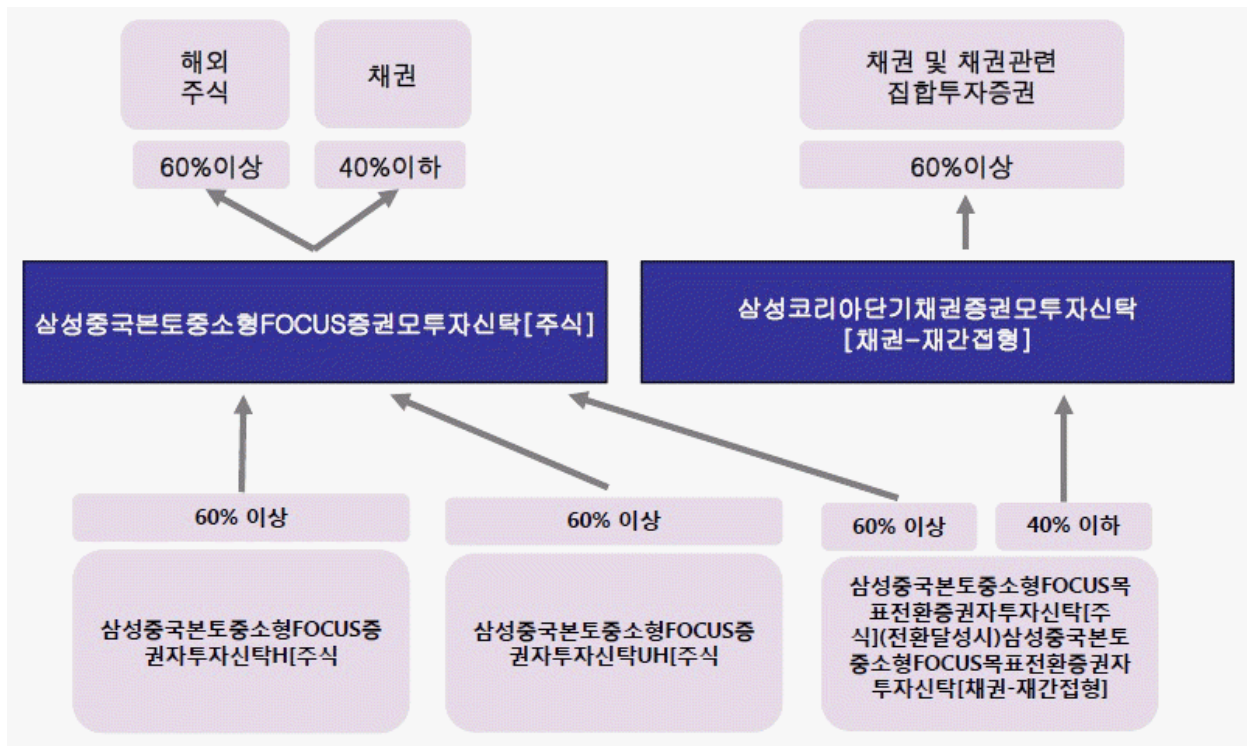 해외
주식
채권
채권 및 채권관련
집합투자증권
60%이상
40%이하
60%이상
삼성중국본토중소형FOCUS증권모투자신탁[주식]
삼성코리아단기채권증권모투자신탁
[채권-재간접형]
60% 이상
60% 이상
60% 이상
40% 이하
삼성중국본토중소형FOCUS증
권자투자신탁H[주식
삼성중국본토중소형FOCUS증
권자투자신탁UH[주식
삼성중국본토중소형FOCUS목
표전환증권자투자신탁[주
식](전환달성시)삼성중국본토
중소형FOCUS목표전환증권자
투자신탁[채권-재간접형]